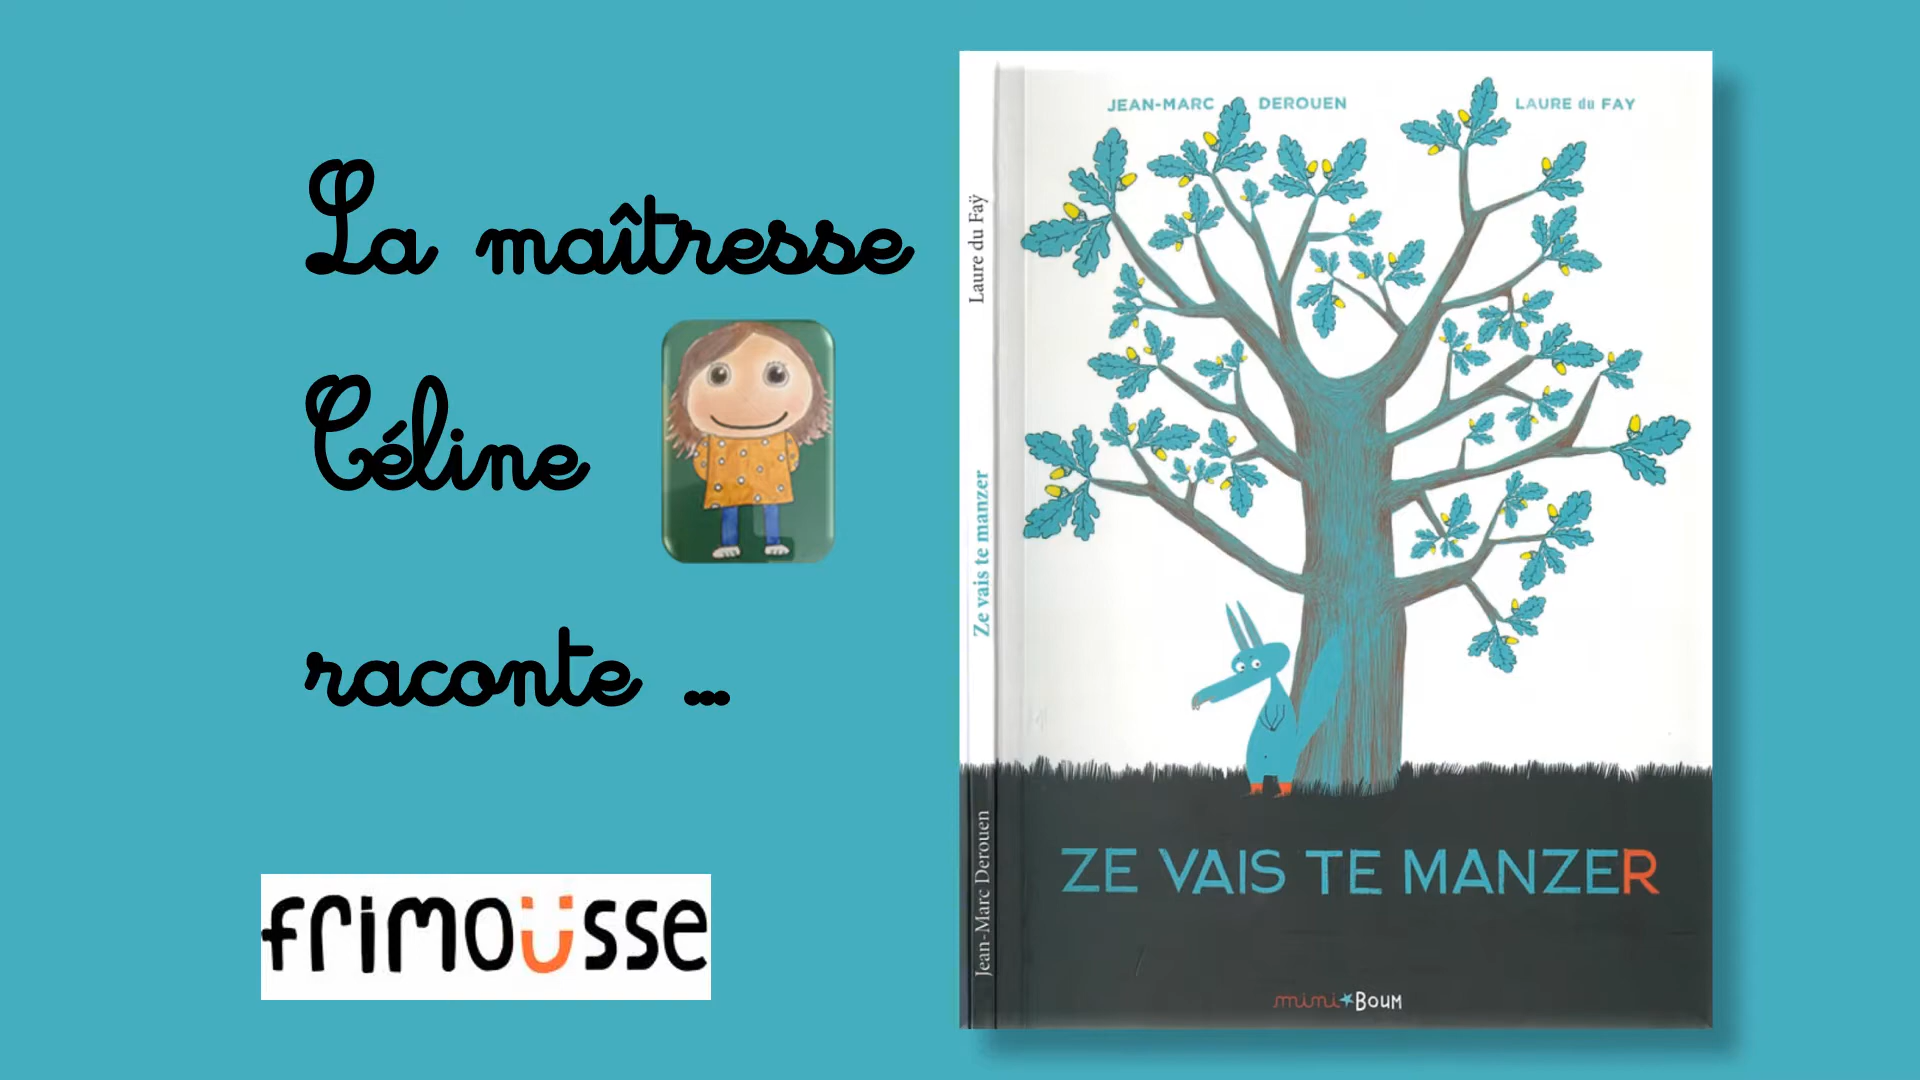 La maîtresse
Céline
raconte ...
frimousse
JEAN-MARC DEROUEN
LAURE du FAY
Laure du Faÿ
Ze vais te manzer
Jean-Marc Derouen
ZE VAIS TE MANZER
mini★BOUM